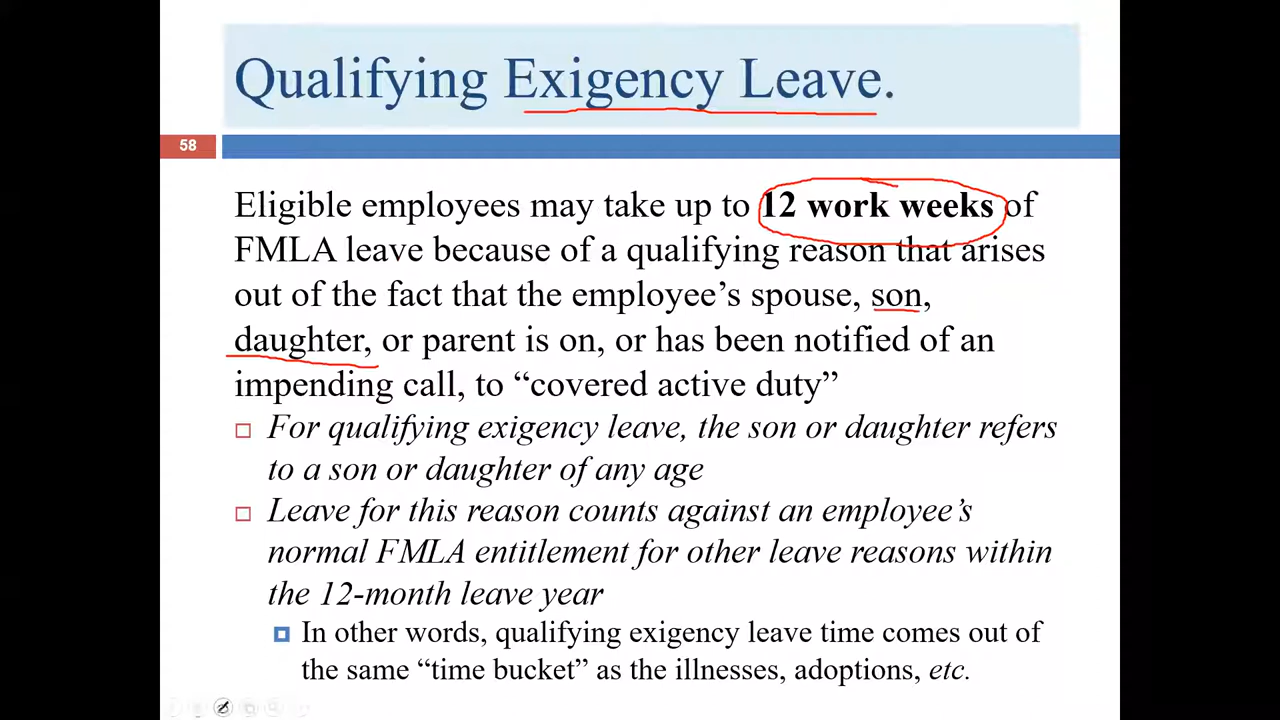 Qualifying Exigency Leave.
58
Eligible employees may take up to 12 work weeks of
FMLA leave because of a qualifying reason that arises
out of the fact that the employee’s spouse, son,
daughter, or parent is on, or has been notified of an
impending call, to “covered active duty”
For qualifying exigency leave, the son or daughter refers
to a son or daughter of any age
Leave for this reason counts against an employee’s
normal FMLA entitlement for other leave reasons within
the 12-month leave year
In other words, qualifying exigency leave time comes out of
the same “time bucket” as the illnesses, adoptions, etc.